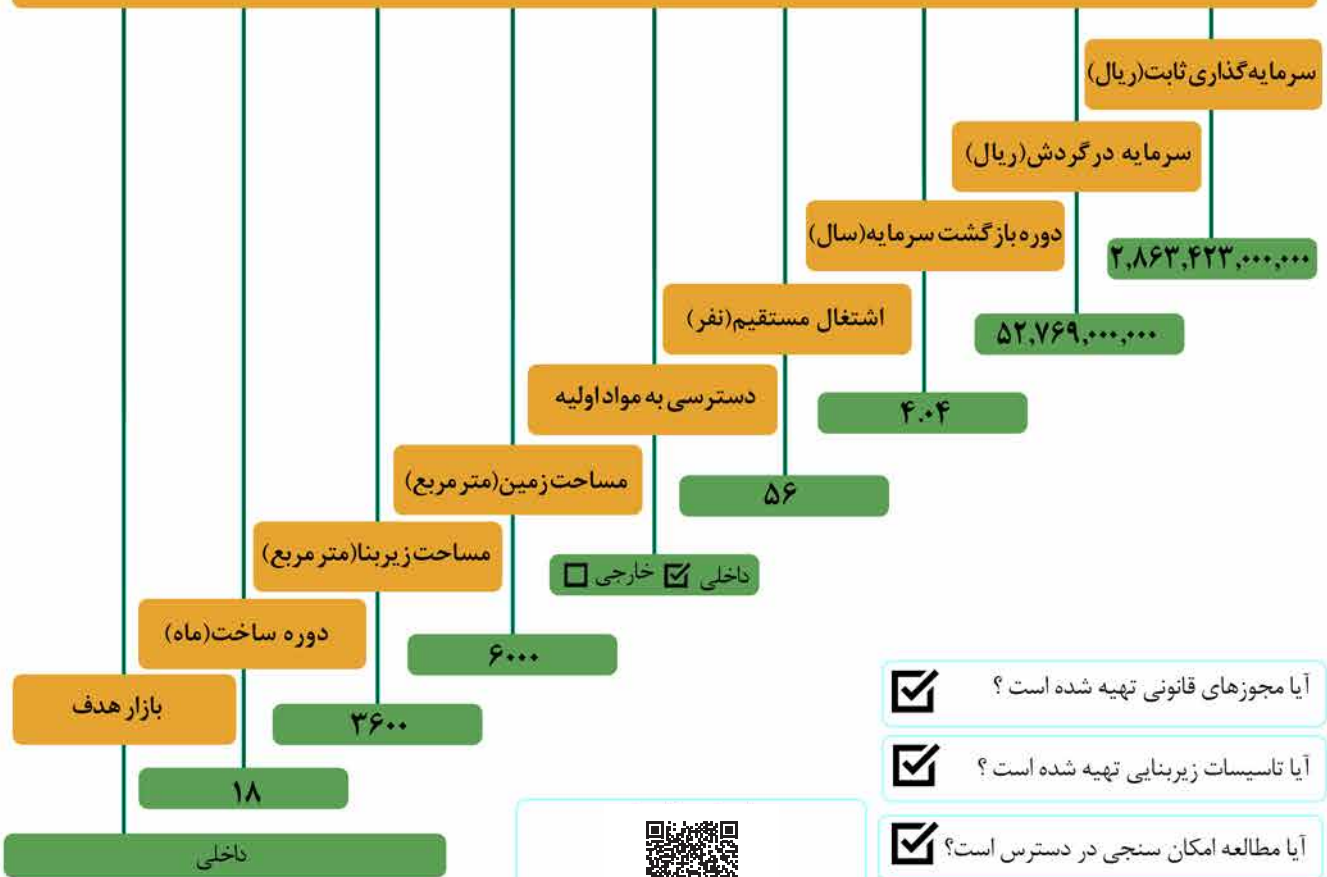 سرمایه‌گذاری ثابت(ریال)
۲,۸۶۳,۴۲۳,۰۰۰,۰۰۰
سرمایه در گردش(ریال)
۵۲,۷۶۹,۰۰۰,۰۰۰
دوره بازگشت سرمایه(سال)
۴.۰۴
اشتغال مستقیم(نفر)
۵۶
دسترسی به مواد اولیه
داخلی ☑ خارجی ☐
مساحت زمین(متر مربع)
۶۰۰۰
مساحت زیربنا(متر مربع)
۳۶۰۰
دوره ساخت(ماه)
۱۸
بازار هدف
داخلی
آیا مجوزهای قانونی تهیه شده است ؟ ☑
آیا تاسیسات زیربنایی تهیه شده است ؟ ☑
آیا مطالعه امکان سنجی در دسترس است؟ ☑